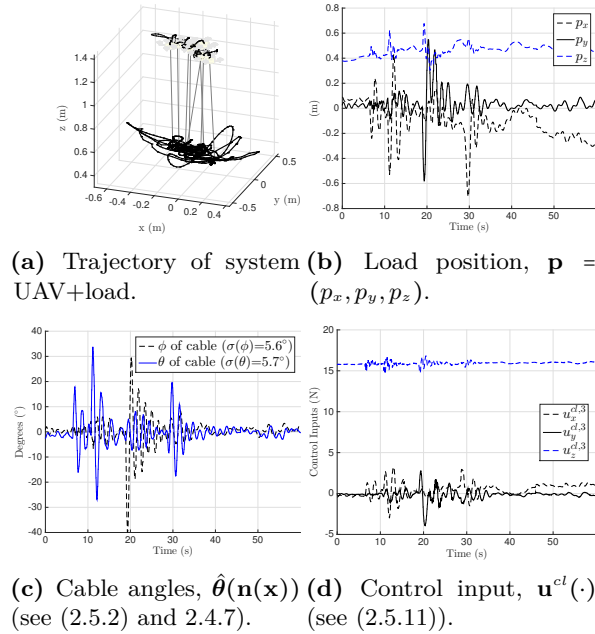 1.4
1.2
1
0.8
0.6
0.4
z (m)
-0.6
-0.4
-0.2
0
0.2
0.4
x (m)
-0.5
0
0.5
y (m)
0.8
0.6
0.4
0.2
0
-0.2
-0.4
-0.6
-0.8
(m)
0 10 20 30 40 50
Time (s)
p_x
p_y
p_z
(a) Trajectory of system UAV+load.
(b) Load position, p = (p_x, p_y, p_z).
40
30
20
10
0
-10
-20
-30
-40
Degrees (°)
0 10 20 30 40 50
Time (s)
ϕ of cable (σ(ϕ)=5.6°)
θ of cable (σ(θ)=5.7°)
20
15
10
5
0
-5
Control Inputs (N)
0 10 20 30 40 50
Time (s)
u_x^{cl,3}
u_y^{cl,3}
u_z^{cl,3}
(c) Cable angles, θ̂(n(x)) (see (2.5.2) and 2.4.7).
(d) Control input, u^{cl}(·) (see (2.5.11)).